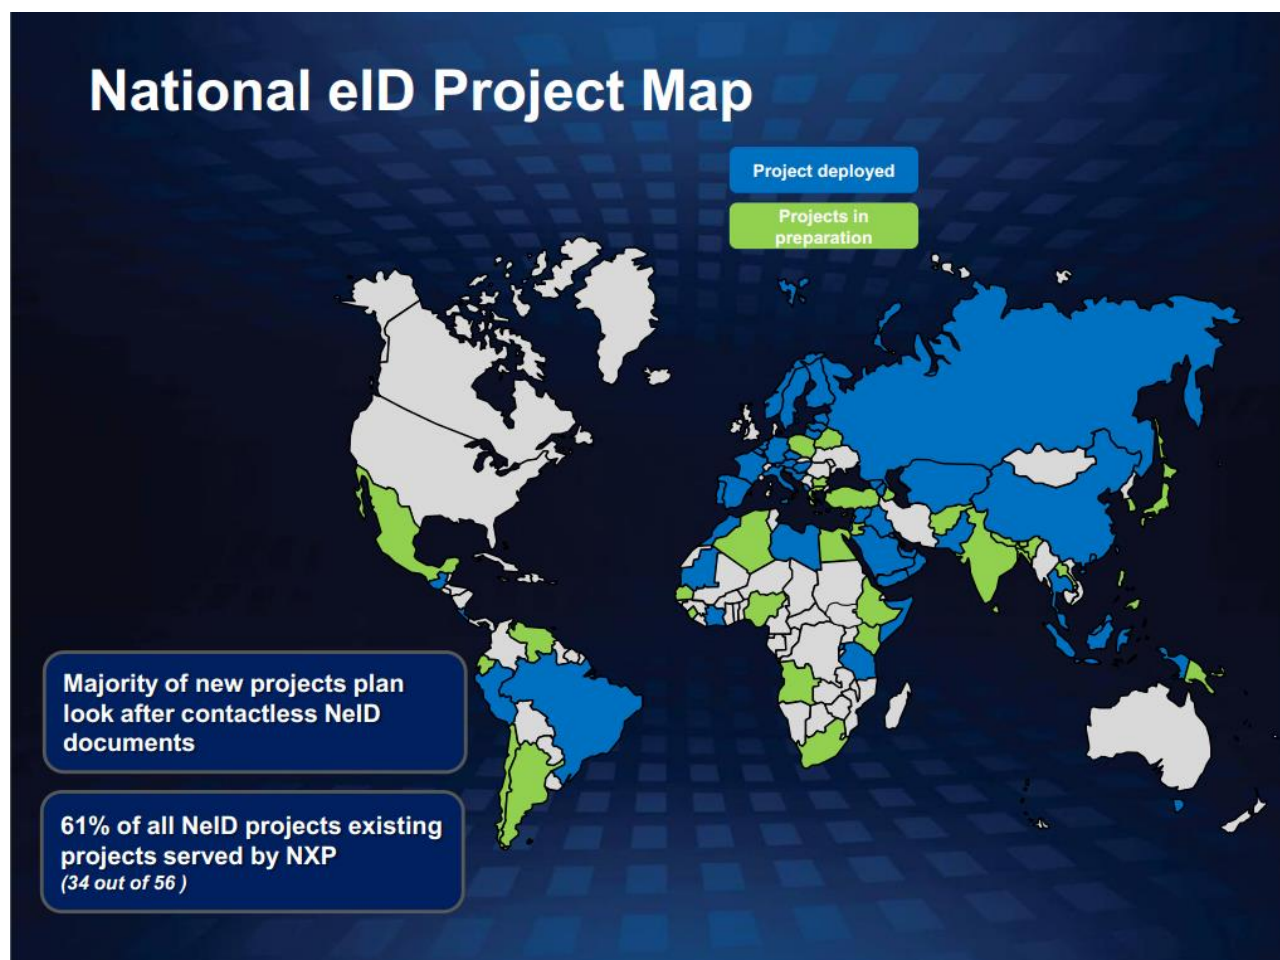 National eID Project Map
Project deployed
Projects in
preparation
Majority of new projects plan
look after contactless NeID
documents
61% of all NeID projects existing
projects served by NXP
(34 out of 56 )